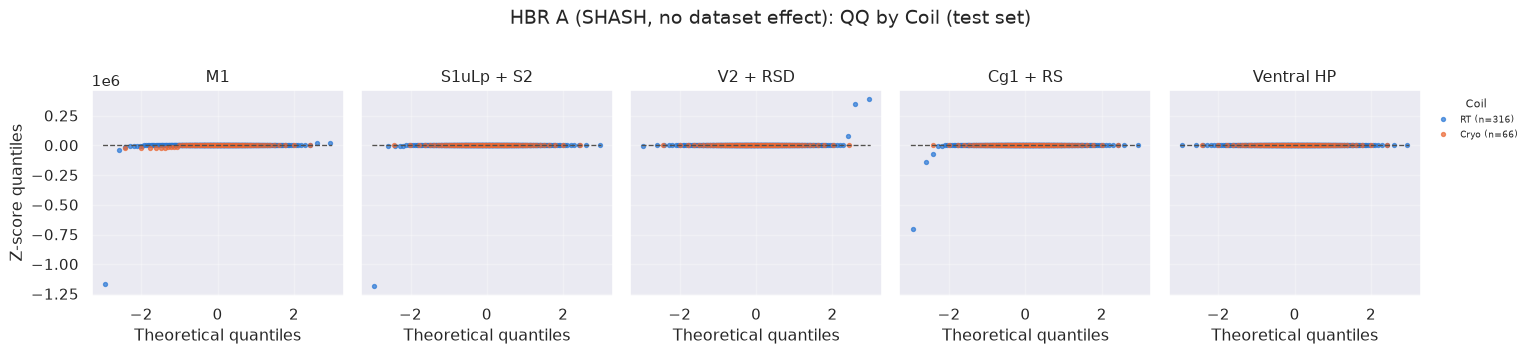 HBR A (SHASH, no dataset effect): QQ by Coil (test set)
M1
S1uLp + S2
V2 + RSD
Cg1 + RS
Ventral HP
1e6
Z-score quantiles
0.25
0.00
−0.25
−0.50
−0.75
−1.00
−1.25
−2 0 2
−2 0 2
−2 0 2
−2 0 2
−2 0 2
Theoretical quantiles
Theoretical quantiles
Theoretical quantiles
Theoretical quantiles
Theoretical quantiles
Coil
RT (n=316)
Cryo (n=66)